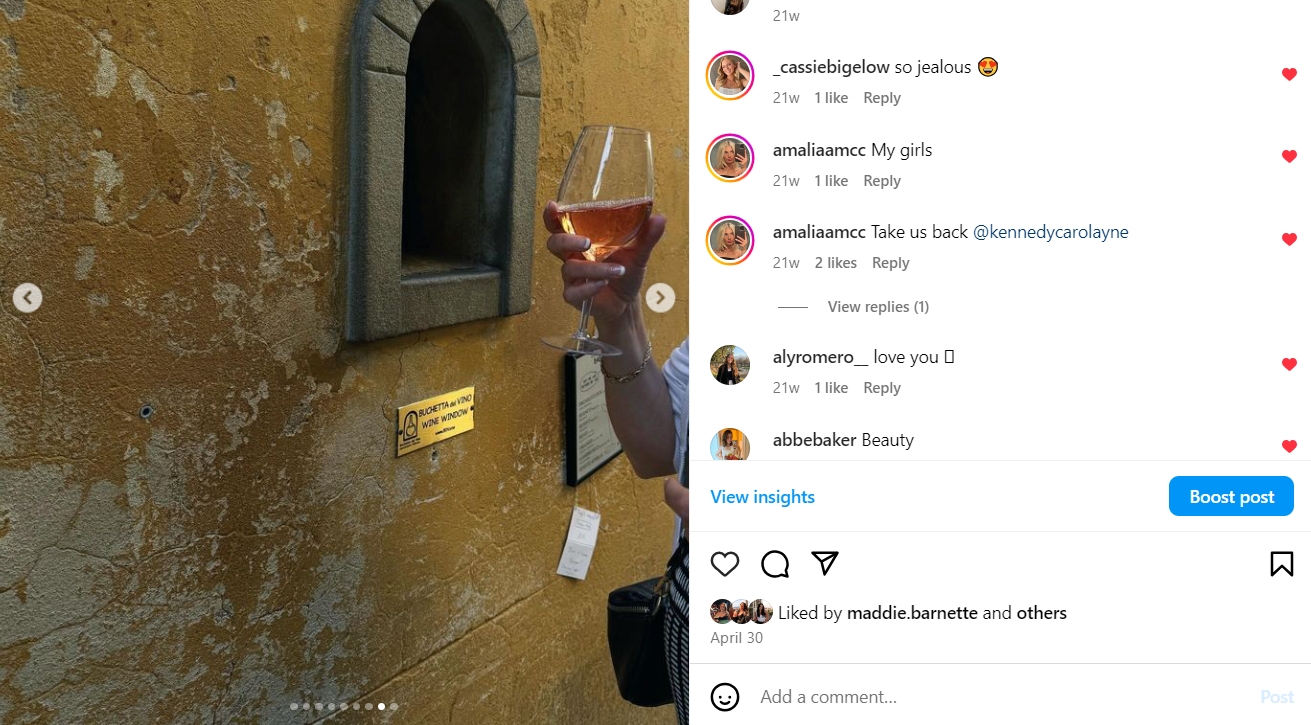 BUCHETTA del VINO
WINE WINDOW
21w
_cassiebigelow so jealous 😍
21w 1 like Reply
amaliaamcc My girls
21w 1 like Reply
amaliaamcc Take us back @kennedycarolayne
21w 2 likes Reply
View replies (1)
alyromero__ love you
21w 1 like Reply
abbebaker Beauty
View insights
Boost post
Liked by maddie.barnette and others
April 30
Add a comment...
Post